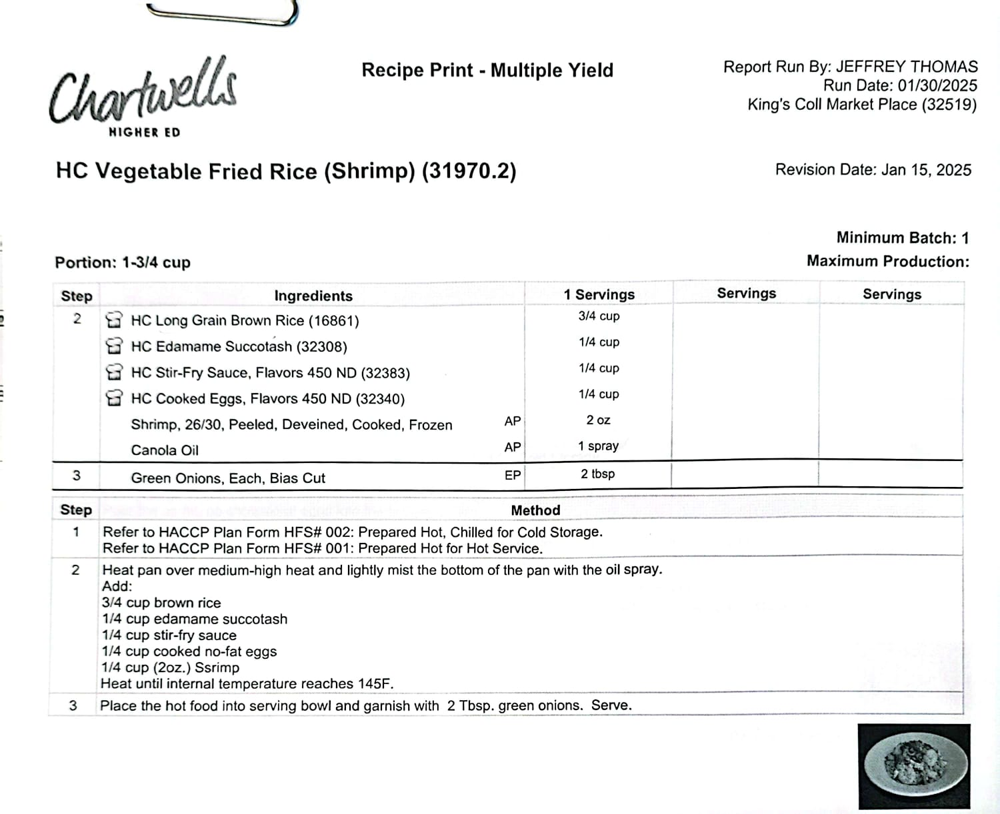 Chartwells
HIGHER ED
Recipe Print - Multiple Yield
Report Run By: JEFFREY THOMAS
Run Date: 01/30/2025
King's Coll Market Place (32519)
HC Vegetable Fried Rice (Shrimp) (31970.2)
Revision Date: Jan 15, 2025
Minimum Batch: 1
Portion: 1-3/4 cup
Maximum Production:
Step Ingredients 1 Servings Servings Servings
2 HC Long Grain Brown Rice (16861) 3/4 cup
HC Edamame Succotash (32308) 1/4 cup
HC Stir-Fry Sauce, Flavors 450 ND (32383) 1/4 cup
HC Cooked Eggs, Flavors 450 ND (32340) 1/4 cup
Shrimp, 26/30, Peeled, Deveined, Cooked, Frozen AP 2 oz
Canola Oil AP 1 spray
3 Green Onions, Each, Bias Cut EP 2 tbsp
Step Method
1 Refer to HACCP Plan Form HFS# 002: Prepared Hot, Chilled for Cold Storage.
Refer to HACCP Plan Form HFS# 001: Prepared Hot for Hot Service.
2 Heat pan over medium-high heat and lightly mist the bottom of the pan with the oil spray.
Add:
3/4 cup brown rice
1/4 cup edamame succotash
1/4 cup stir-fry sauce
1/4 cup cooked no-fat eggs
1/4 cup (2oz.) Ssrimp
Heat until internal temperature reaches 145F.
3 Place the hot food into serving bowl and garnish with  2 Tbsp. green onions.  Serve.